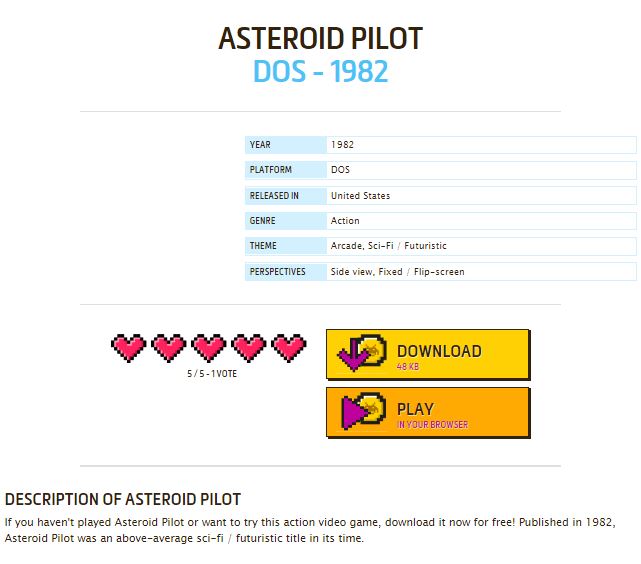 ASTEROID PILOT
DOS - 1982
YEAR 1982
PLATFORM DOS
RELEASED IN United States
GENRE Action
THEME Arcade, Sci-Fi / Futuristic
PERSPECTIVES Side view, Fixed / Flip-screen
5 / 5 - 1 VOTE
DOWNLOAD
48 KB
PLAY
IN YOUR BROWSER
DESCRIPTION OF ASTEROID PILOT
If you haven't played Asteroid Pilot or want to try this action video game, download it now for free! Published in 1982,
Asteroid Pilot was an above-average sci-fi / futuristic title in its time.